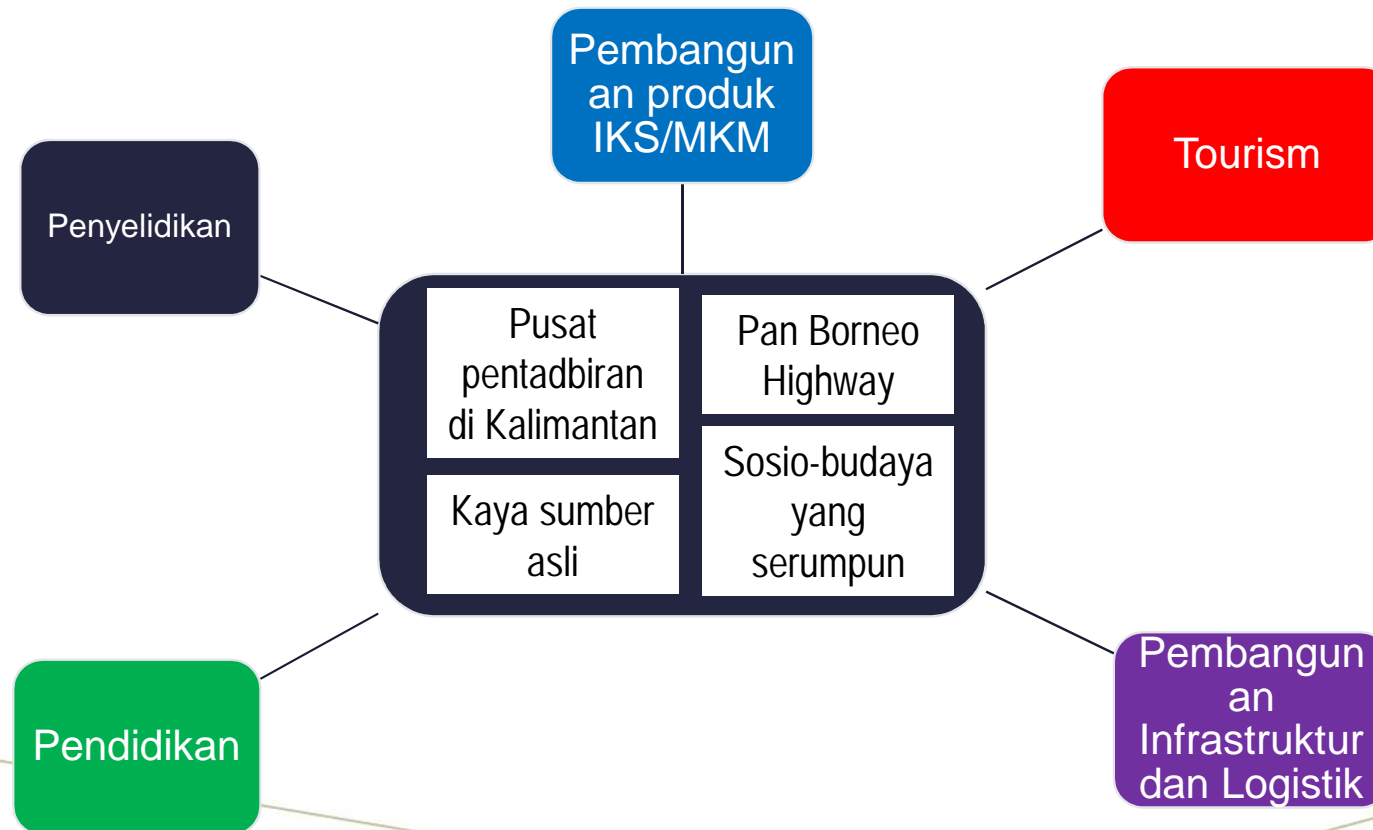 Pembangun
an produk
IKS/MKM
Tourism
Penyelidikan
Pusat
pentadbiran
di Kalimantan
Pan Borneo
Highway
Kaya sumber
asli
Sosio-budaya
yang
serumpun
Pendidikan
Pembangun
an
Infrastruktur
dan Logistik